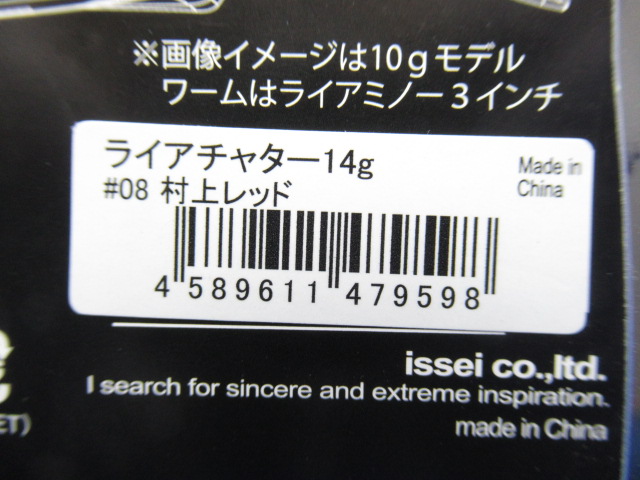 ※画像イメージは10gモデル
ワームはライアミノー3インチ
ライアチャター14g
Made in
China
#08 村上レッド
4 589611 479598
issei co.,ltd.
I search for sincere and extreme inspiration.
made in China
ET)